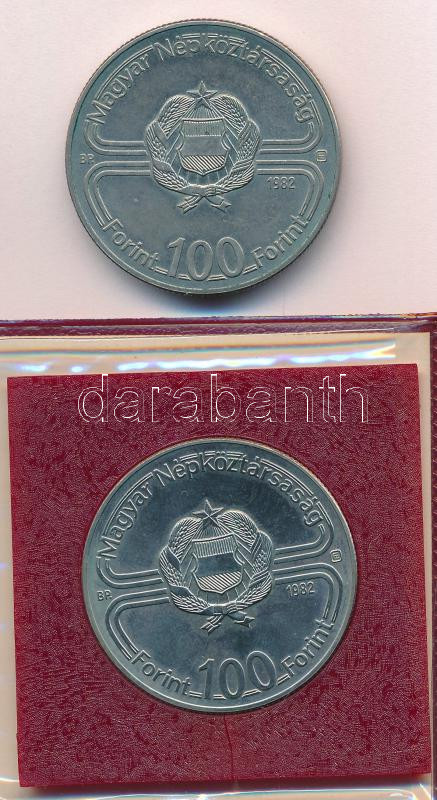 Magyar Népköztársaság
BP.
1982
Forint 100 Forint
darabanth
Magyar Népköztársaság
BP.
1982
Forint 100 Forint